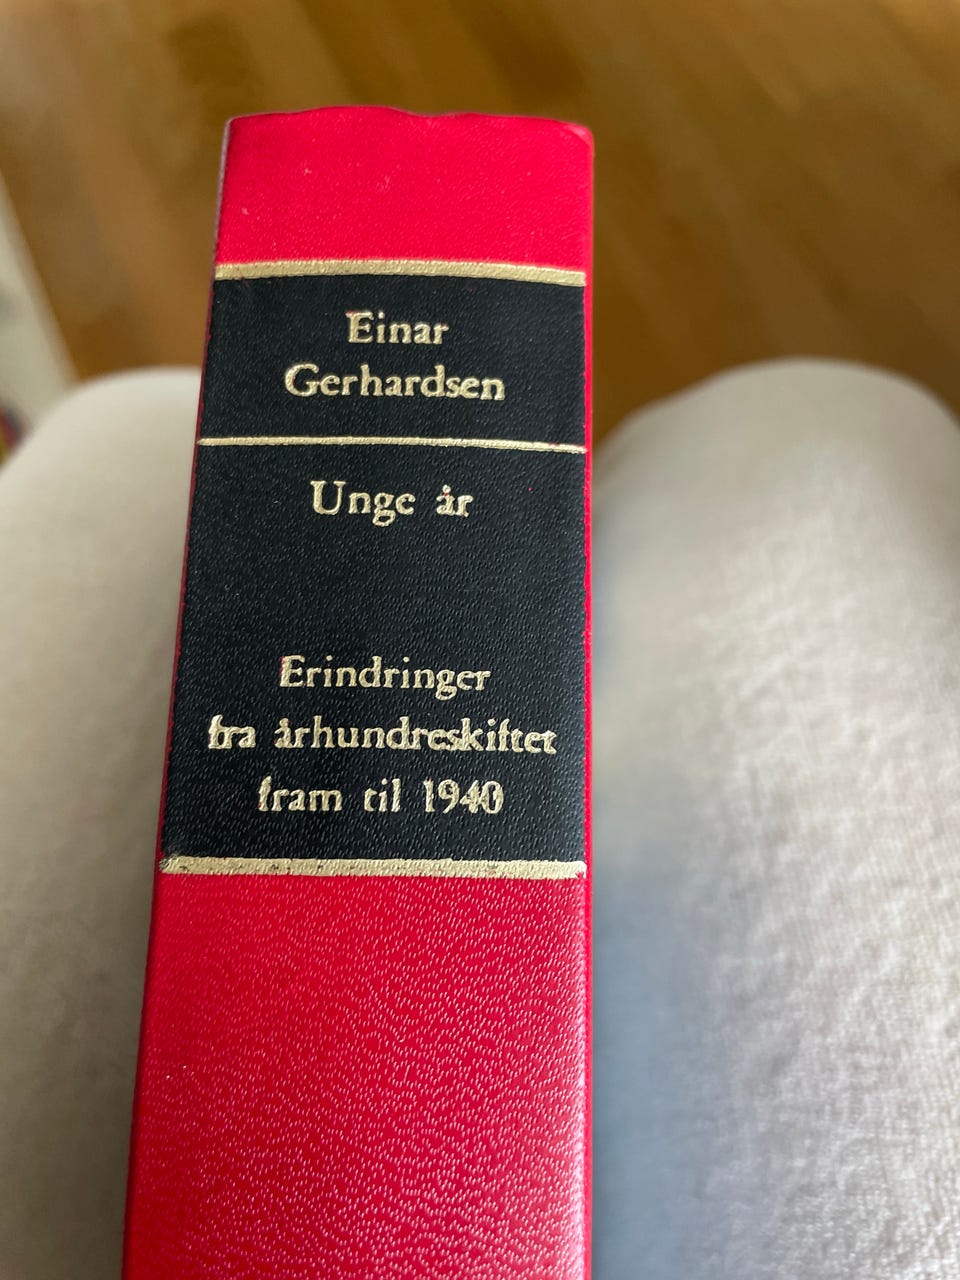 Einar
Gerhardsen
Unge år
Erindringer
fra århundreskiftet
fram til 1940